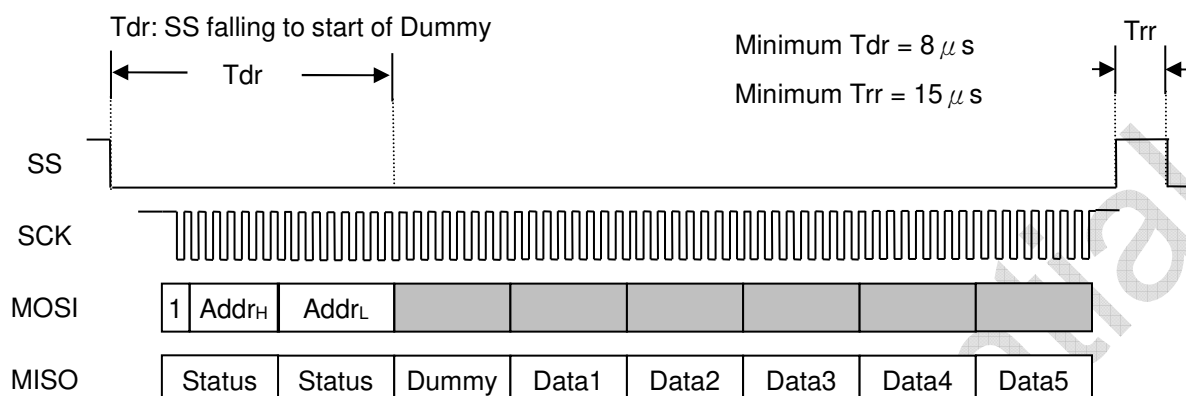 Tdr: SS falling to start of Dummy
Minimum Tdr = 8 μs
Trr
Tdr
Minimum Trr = 15 μs
SS
SCK
MOSI 1 AddrH AddrL
MISO Status Status Dummy Data1 Data2 Data3 Data4 Data5